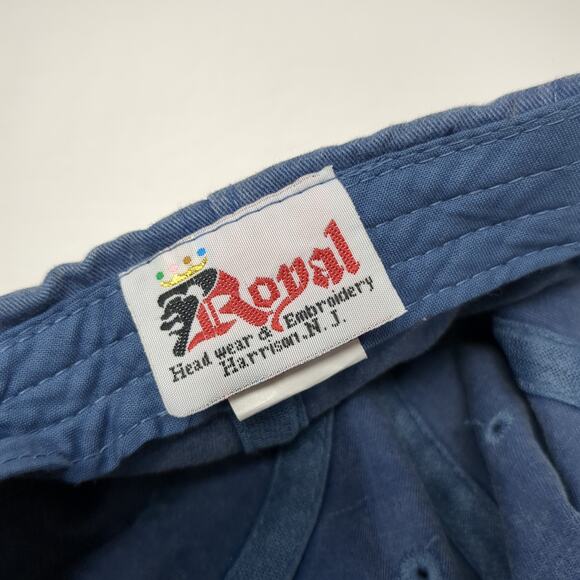 Royal
Head wear & Embroidery
Harrison.N.J.